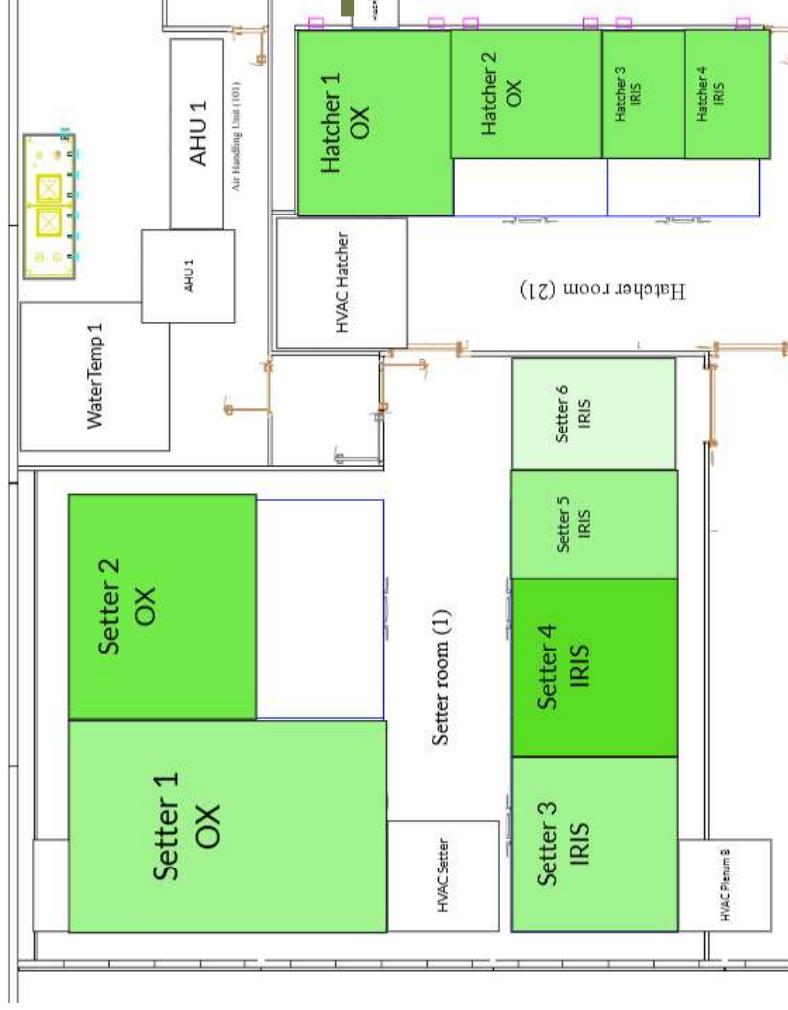 AHU 1
Air Handling Unit (101)
AHU 1
WaterTemp 1
Hatcher 1
OX
Hatcher 2
OX
Hatcher 3
IRIS
Hatcher 4
IRIS
HVAC Hatcher
Hatcher room (21)
Setter 2
OX
Setter 1
OX
Setter room (1)
HVAC Setter
Setter 6
IRIS
Setter 5
IRIS
Setter 4
IRIS
Setter 3
IRIS
HVAC Plenum B